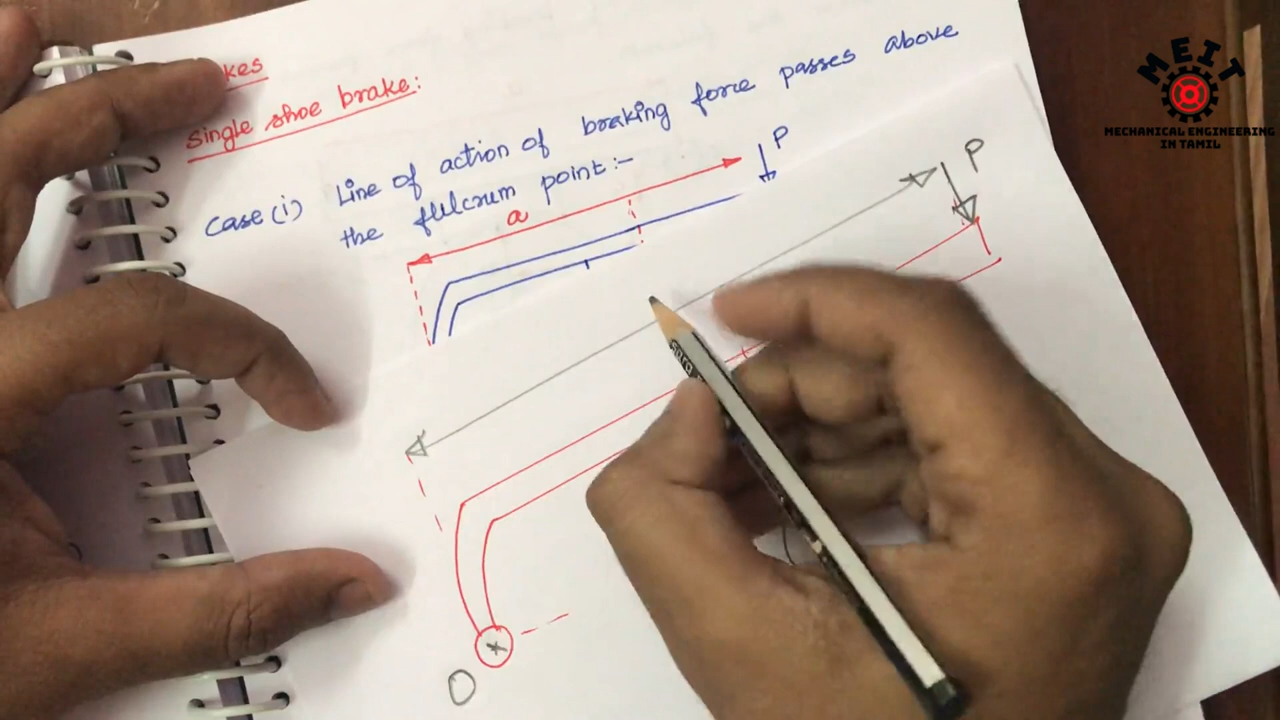 kes
Single shoe brake:
Case (i) Line of action of braking force passes above
the fulcrum point:-
P
a
P
O
MEIT
MECHANICAL ENGINEERING
IN TAMIL